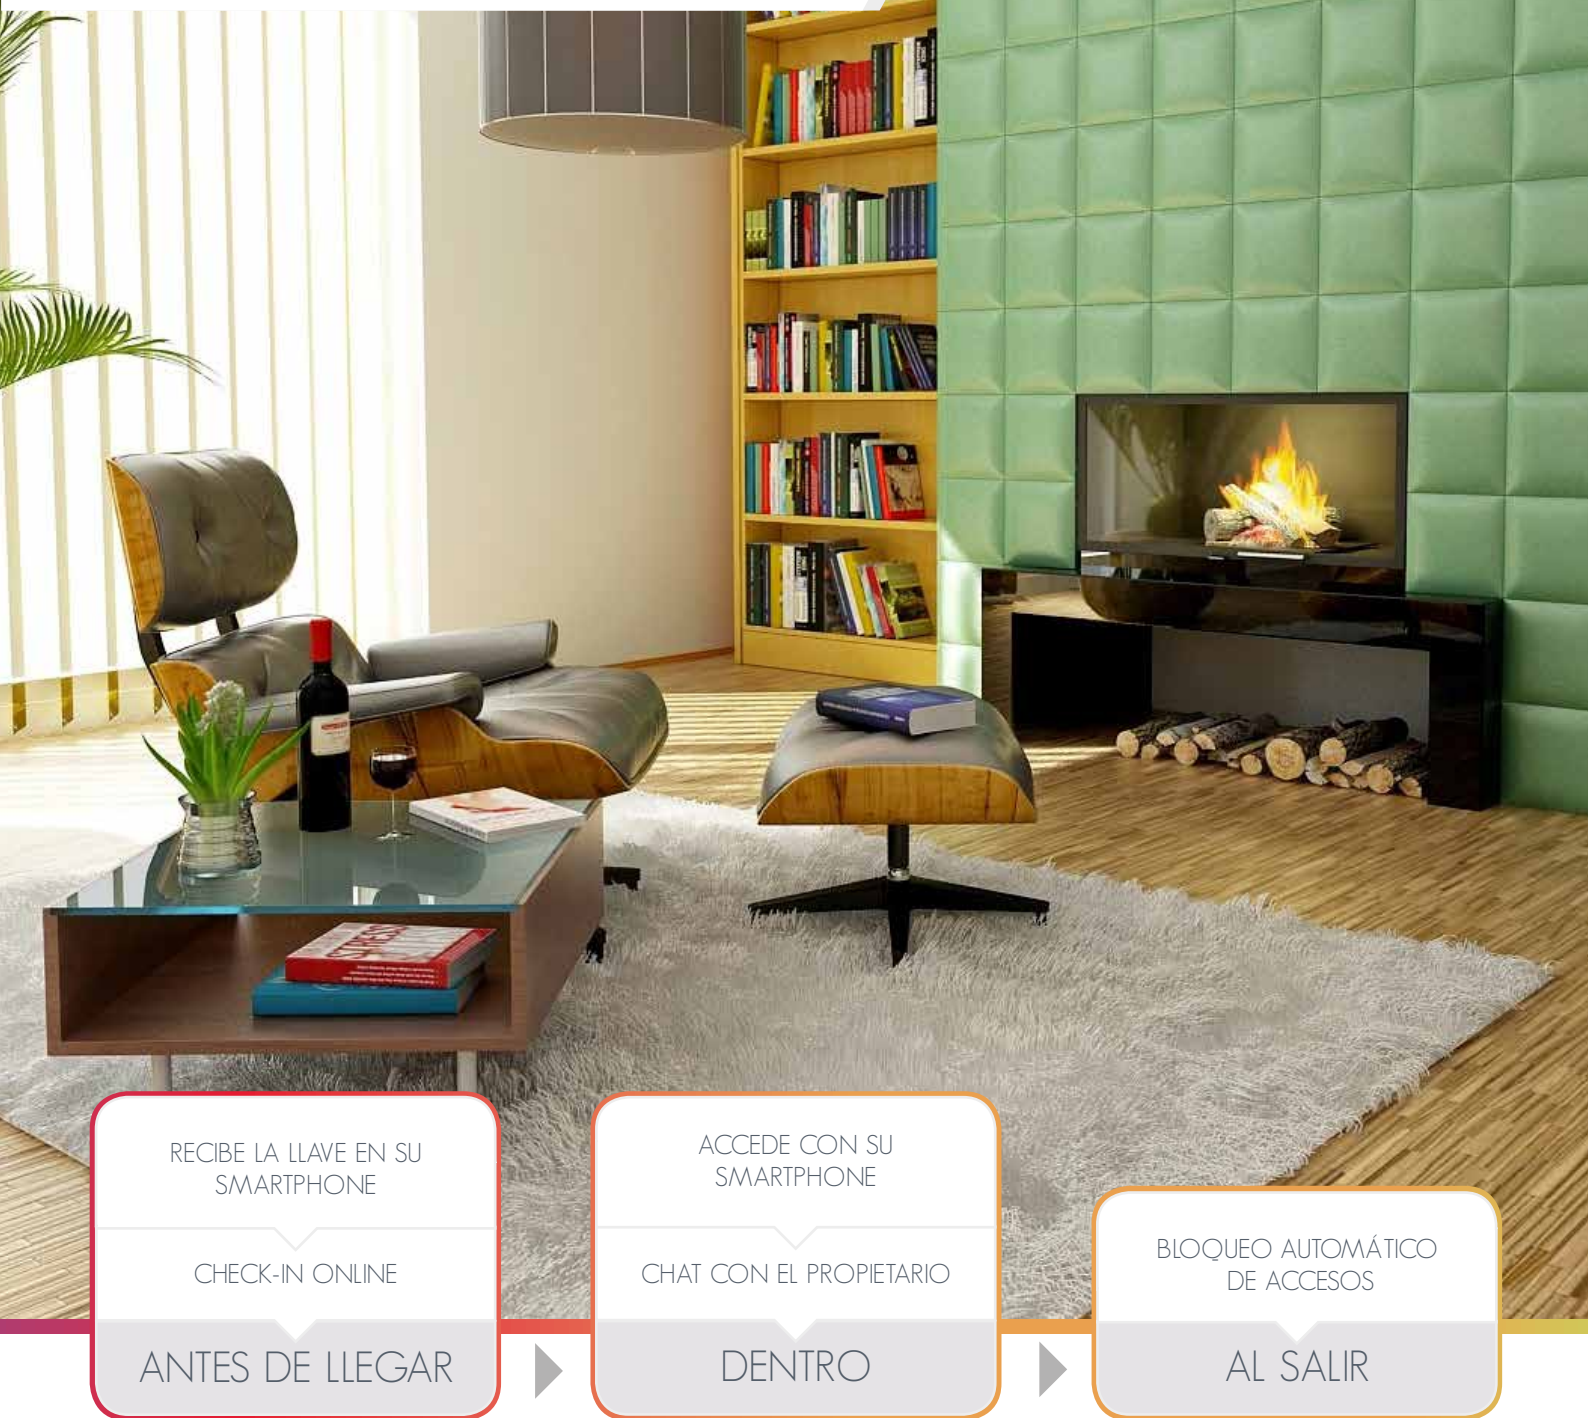 STRESS
RECIBE LA LLAVE EN SU
SMARTPHONE
CHECK-IN ONLINE
ANTES DE LLEGAR
ACCEDE CON SU
SMARTPHONE
CHAT CON EL PROPIETARIO
DENTRO
BLOQUEO AUTOMÁTICO
DE ACCESOS
AL SALIR